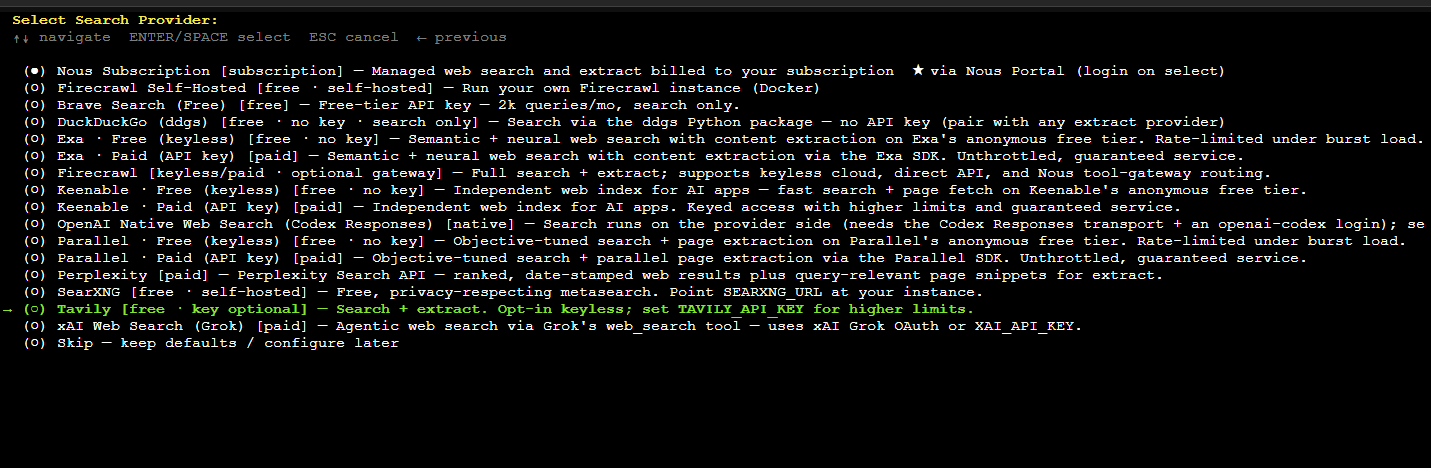 Select Search Provider:
↑↓ navigate  ENTER/SPACE select  ESC cancel  ← previous
(●) Nous Subscription [subscription] — Managed web search and extract billed to your subscription  ★ via Nous Portal (login on select)
(○) Firecrawl Self-Hosted [free · self-hosted] — Run your own Firecrawl instance (Docker)
(○) Brave Search (Free) [free] — Free-tier API key — 2k queries/mo, search only.
(○) DuckDuckGo (ddgs) [free · no key · search only] — Search via the ddgs Python package — no API key (pair with any extract provider)
(○) Exa · Free (keyless) [free · no key] — Semantic + neural web search with content extraction on Exa's anonymous free tier. Rate-limited under burst load.
(○) Exa · Paid (API key) [paid] — Semantic + neural web search with content extraction via the Exa SDK. Unthrottled, guaranteed service.
(○) Firecrawl [keyless/paid · optional gateway] — Full search + extract; supports keyless cloud, direct API, and Nous tool-gateway routing.
(○) Keenable · Free (keyless) [free · no key] — Independent web index for AI apps — fast search + page fetch on Keenable's anonymous free tier.
(○) Keenable · Paid (API key) [paid] — Independent web index for AI apps. Keyed access with higher limits and guaranteed service.
(○) OpenAI Native Web Search (Codex Responses) [native] — Search runs on the provider side (needs the Codex Responses transport + an openai-codex login); se
(○) Parallel · Free (keyless) [free · no key] — Objective-tuned search + page extraction on Parallel's anonymous free tier. Rate-limited under burst load.
(○) Parallel · Paid (API key) [paid] — Objective-tuned search + parallel page extraction via the Parallel SDK. Unthrottled, guaranteed service.
(○) Perplexity [paid] — Perplexity Search API — ranked, date-stamped web results plus query-relevant page snippets for extract.
(○) SearXNG [free · self-hosted] — Free, privacy-respecting metasearch. Point SEARXNG_URL at your instance.
→ (○) Tavily [free · key optional] — Search + extract. Opt-in keyless; set TAVILY_API_KEY for higher limits.
(○) xAI Web Search (Grok) [paid] — Agentic web search via Grok's web_search tool — uses xAI Grok OAuth or XAI_API_KEY.
(○) Skip — keep defaults / configure later